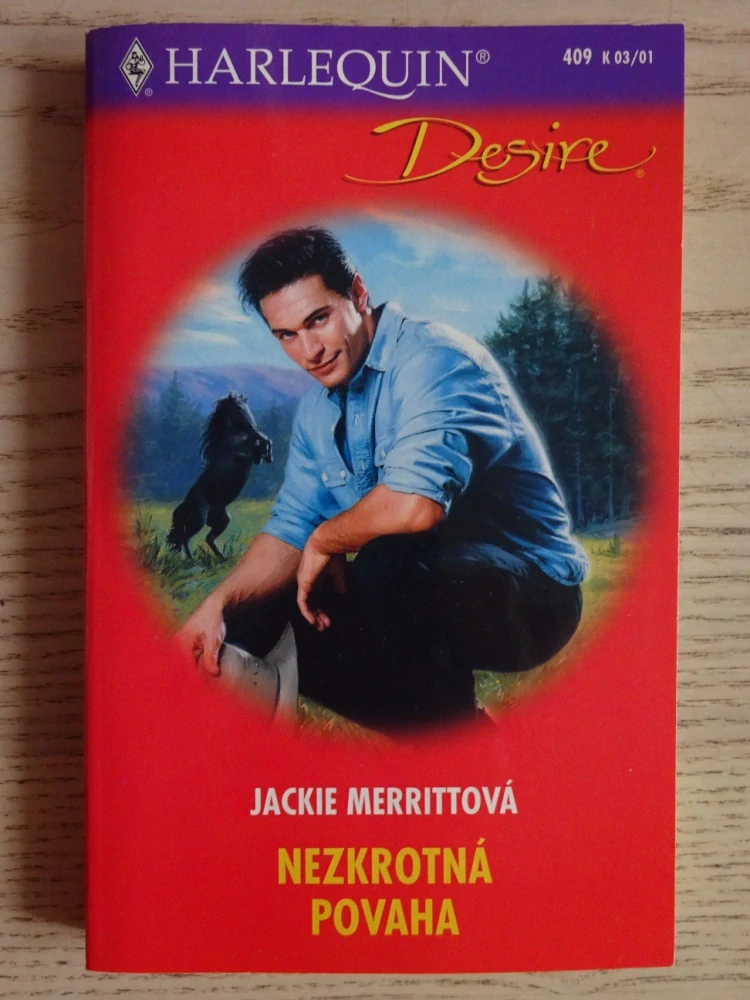 HARLEQUIN®
409 K 03/01
Desire®
JACKIE MERRITTOVÁ
NEZKROTNÁ
POVAHA